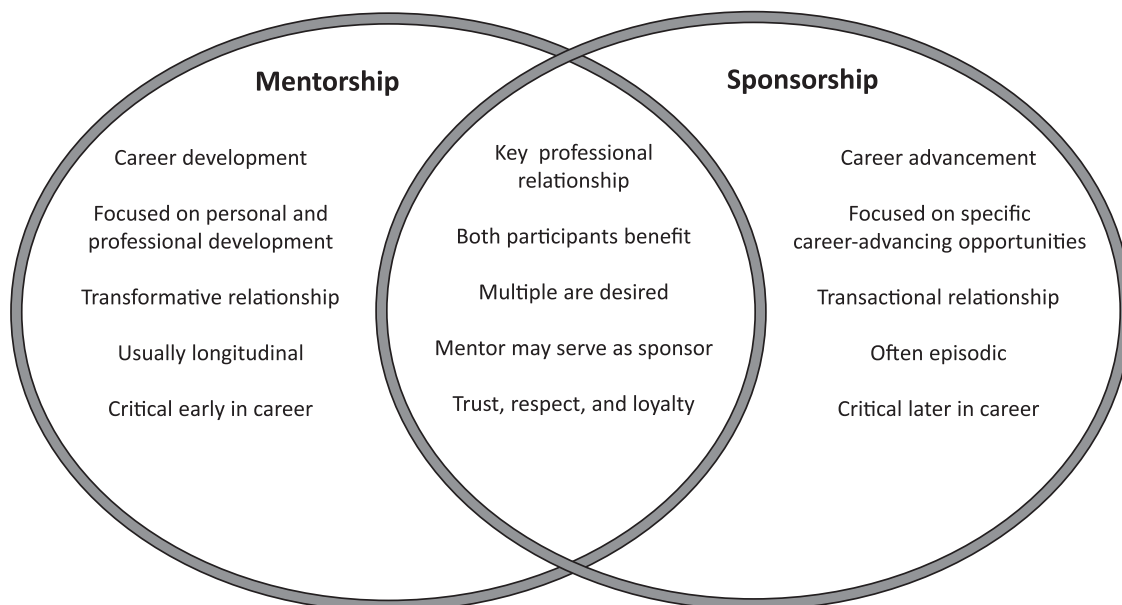 Mentorship
Career development
Focused on personal and
professional development
Transformative relationship
Usually longitudinal
Critical early in career
Key professional
relationship
Both participants benefit
Multiple are desired
Mentor may serve as sponsor
Trust, respect, and loyalty
Sponsorship
Career advancement
Focused on specific
career-advancing opportunities
Transactional relationship
Often episodic
Critical later in career